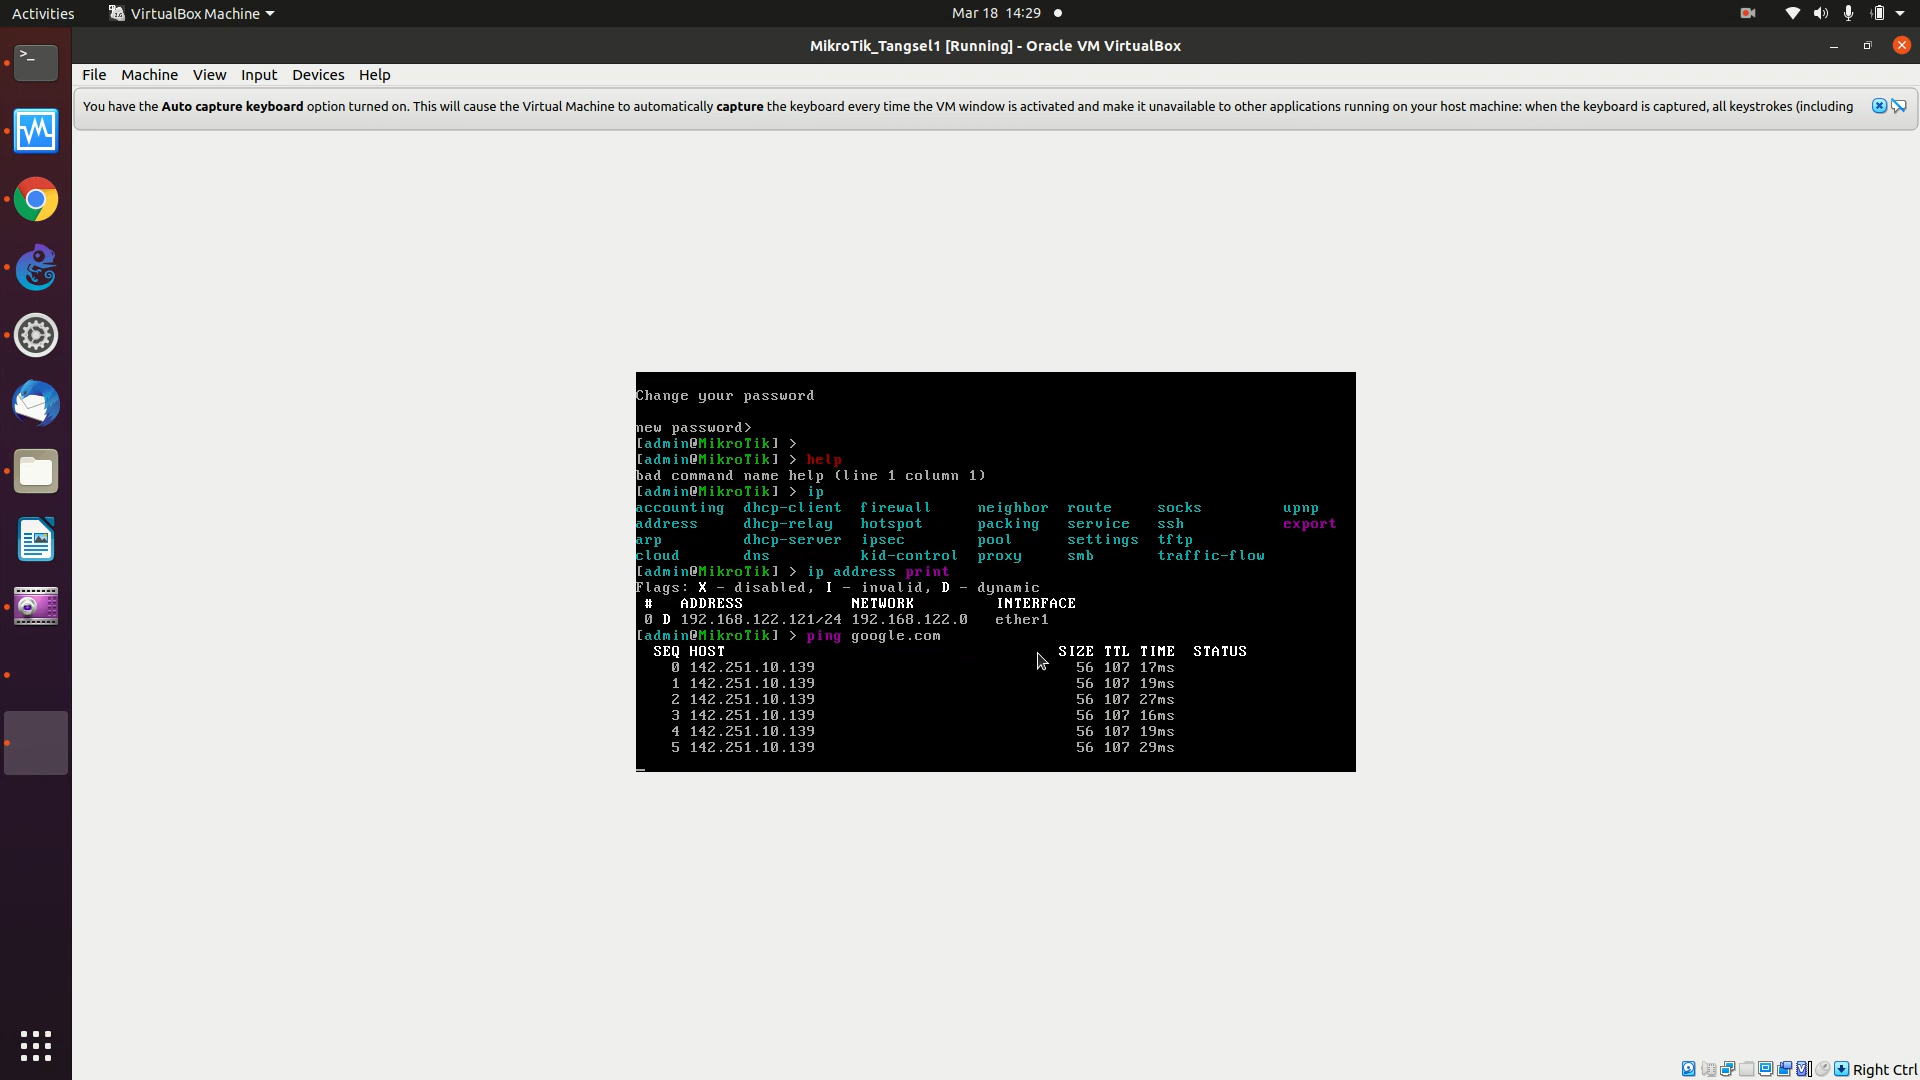 Activities VirtualBox Machine Mar 18 14:29
MikroTik_Tangsel1 [Running] - Oracle VM VirtualBox
File Machine View Input Devices Help
You have the Auto capture keyboard option turned on. This will cause the Virtual Machine to automatically capture the keyboard every time the VM window is activated and make it unavailable to other applications running on your host machine: when the keyboard is captured, all keystrokes (including
Change your password
new password>
[admin@MikroTik] >
[admin@MikroTik] > help
bad command name help (line 1 column 1)
[admin@MikroTik] > ip
accounting dhcp-client firewall neighbor route socks upnp
address dhcp-relay hotspot packing service ssh export
arp dhcp-server ipsec pool settings tftp
cloud dns kid-control proxy smb traffic-flow
[admin@MikroTik] > ip address print
Flags: X - disabled, I - invalid, D - dynamic
# ADDRESS NETWORK INTERFACE
0 D 192.168.122.121/24 192.168.122.0 ether1
[admin@MikroTik] > ping google.com
SEQ HOST SIZE TTL TIME STATUS
0 142.251.10.139 56 107 17ms
1 142.251.10.139 56 107 19ms
2 142.251.10.139 56 107 27ms
3 142.251.10.139 56 107 16ms
4 142.251.10.139 56 107 19ms
5 142.251.10.139 56 107 29ms
Right Ctrl